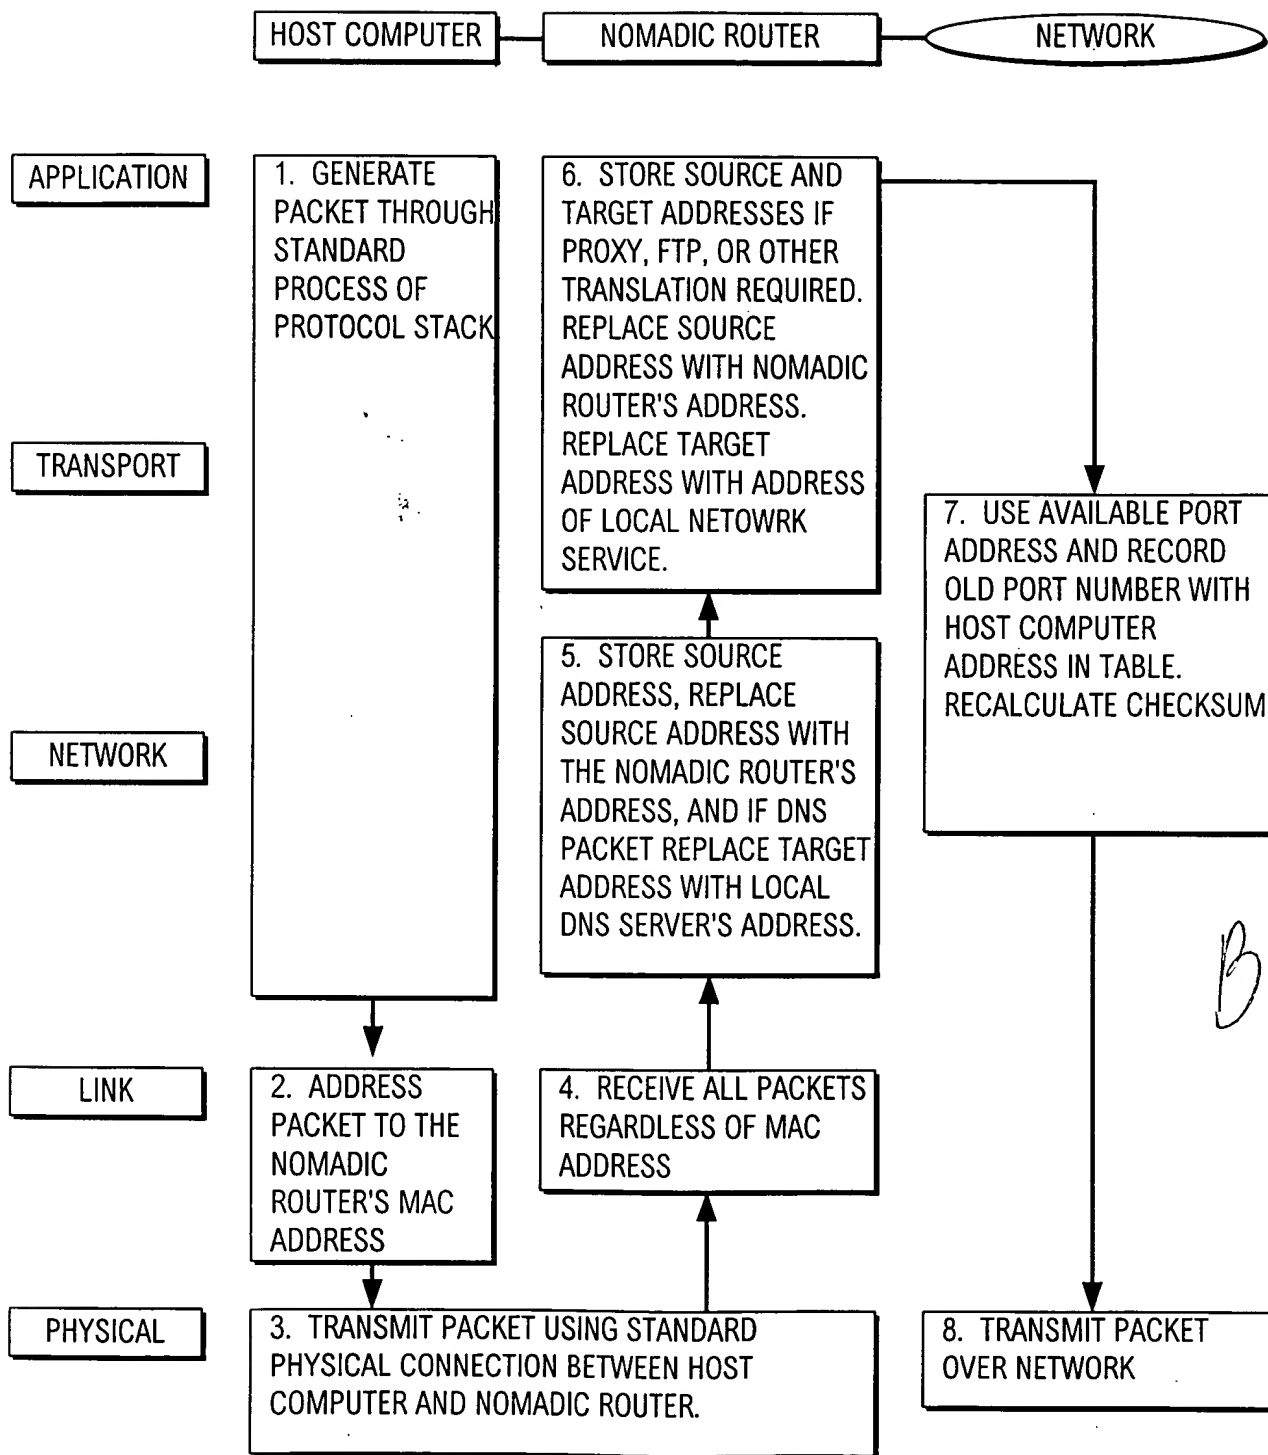 HOST COMPUTER
NOMADIC ROUTER
NETWORK
APPLICATION
1. GENERATE
PACKET THROUGH
STANDARD
PROCESS OF
PROTOCOL STACK
6. STORE SOURCE AND
TARGET ADDRESSES IF
PROXY, FTP, OR OTHER
TRANSLATION REQUIRED.
REPLACE SOURCE
ADDRESS WITH NOMADIC
ROUTER'S ADDRESS.
REPLACE TARGET
ADDRESS WITH ADDRESS
OF LOCAL NETOWRK
SERVICE.
TRANSPORT
7. USE AVAILABLE PORT
ADDRESS AND RECORD
OLD PORT NUMBER WITH
HOST COMPUTER
ADDRESS IN TABLE.
RECALCULATE CHECKSUM
5. STORE SOURCE
ADDRESS, REPLACE
SOURCE ADDRESS WITH
THE NOMADIC ROUTER'S
ADDRESS, AND IF DNS
PACKET REPLACE TARGET
ADDRESS WITH LOCAL
DNS SERVER'S ADDRESS.
NETWORK
B
LINK
2. ADDRESS
PACKET TO THE
NOMADIC
ROUTER'S MAC
ADDRESS
4. RECEIVE ALL PACKETS
REGARDLESS OF MAC
ADDRESS
PHYSICAL
3. TRANSMIT PACKET USING STANDARD
PHYSICAL CONNECTION BETWEEN HOST
COMPUTER AND NOMADIC ROUTER.
8. TRANSMIT PACKET
OVER NETWORK